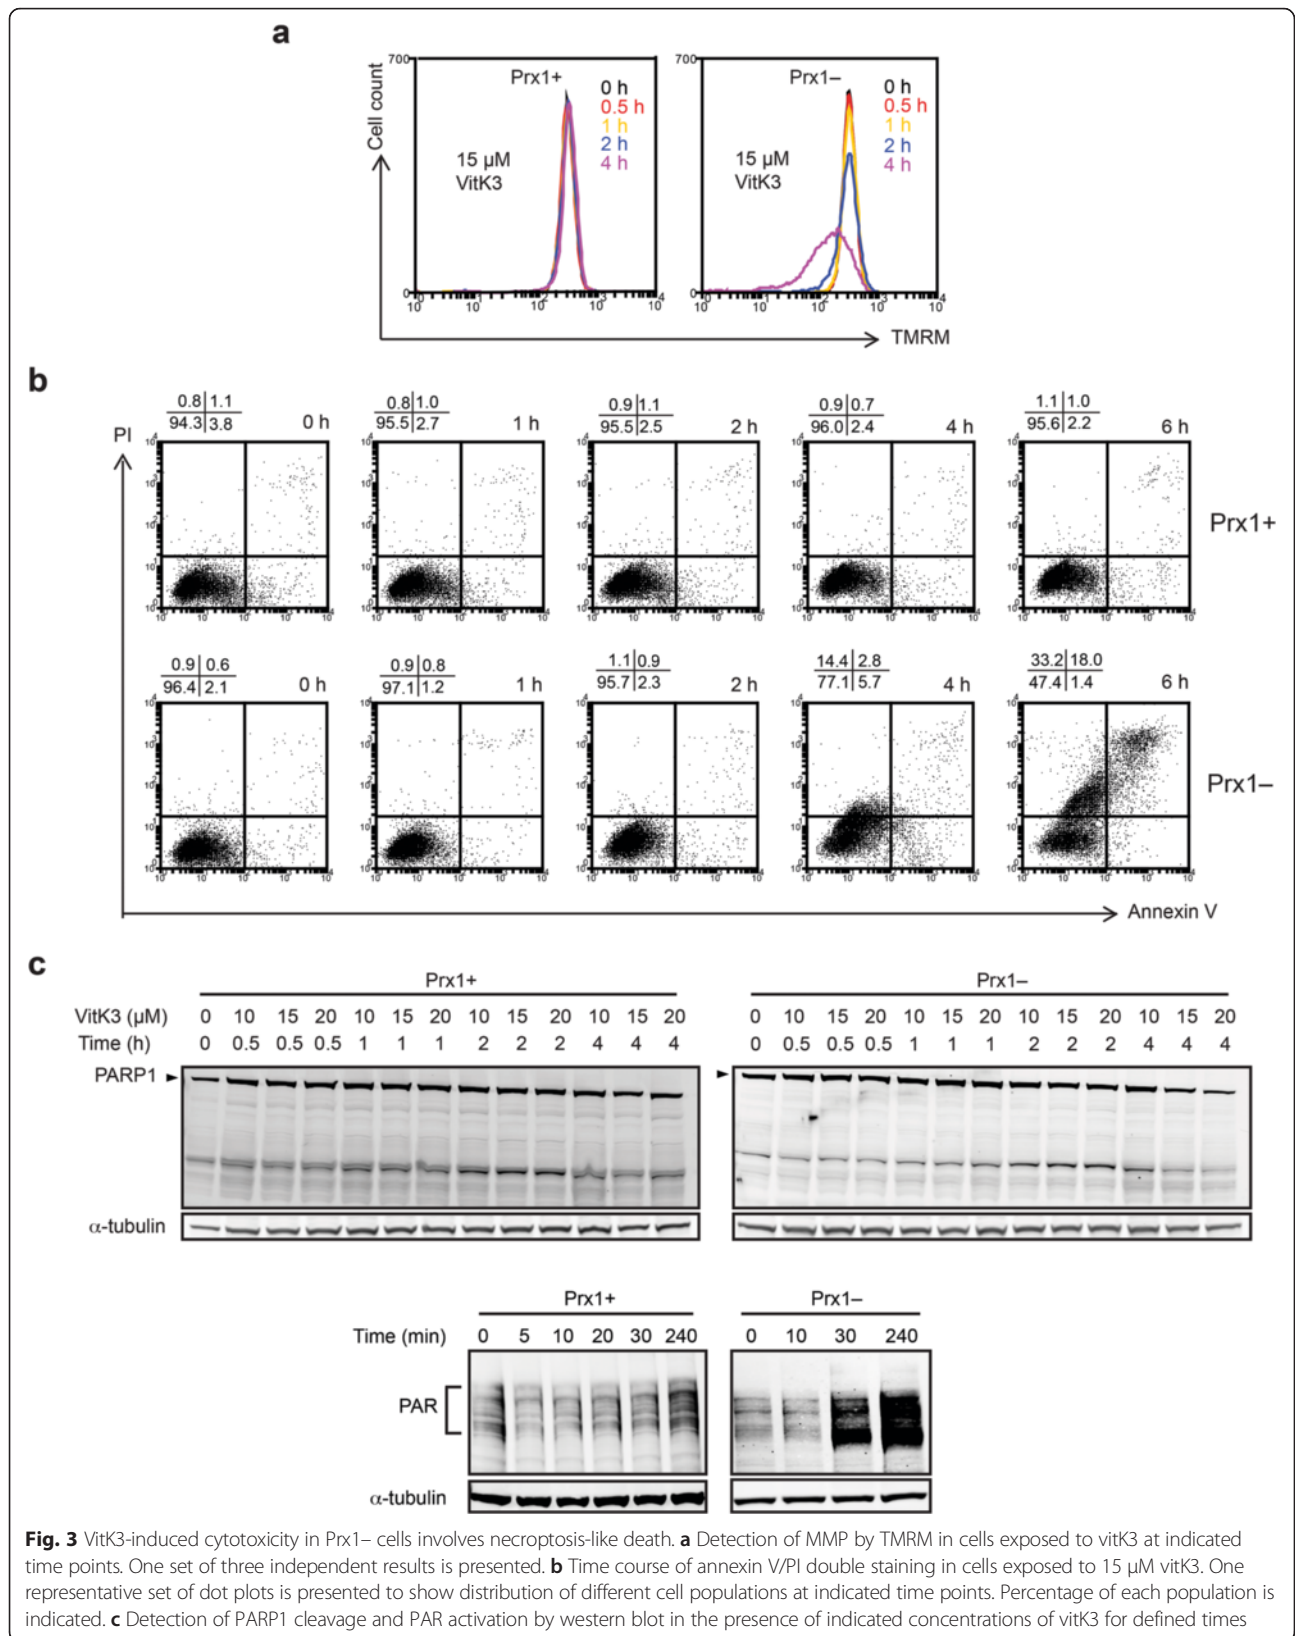 a
700
Cell count
Prx1+
0 h
0.5 h
1 h
2 h
4 h
15 µM
VitK3
0
10⁰ 10¹ 10² 10³ 10⁴
700
Prx1–
0 h
0.5 h
1 h
2 h
4 h
15 µM
VitK3
0
10⁰ 10¹ 10² 10³ 10⁴
TMRM
b
PI
0.8 1.1
94.3 3.8
0 h
0.8 1.0
95.5 2.7
1 h
0.9 1.1
95.5 2.5
2 h
0.9 0.7
96.0 2.4
4 h
1.1 1.0
95.6 2.2
6 h
Prx1+
0.9 0.6
96.4 2.1
0 h
0.9 0.8
97.1 1.2
1 h
1.1 0.9
95.7 2.3
2 h
14.4 2.8
77.1 5.7
4 h
33.2 18.0
47.4 1.4
6 h
Prx1–
Annexin V
c
Prx1+
VitK3 (µM) 0 10 15 20 10 15 20 10 15 20 10 15 20
Time (h) 0 0.5 0.5 0.5 1 1 1 2 2 2 4 4 4
PARP1
α-tubulin
Prx1–
0 10 15 20 10 15 20 10 15 20 10 15 20
0 0.5 0.5 0.5 1 1 1 2 2 2 4 4 4
Prx1+
Time (min) 0 5 10 20 30 240
PAR
α-tubulin
Prx1–
0 10 30 240
Fig. 3 VitK3-induced cytotoxicity in Prx1– cells involves necroptosis-like death. a Detection of MMP by TMRM in cells exposed to vitK3 at indicated
time points. One set of three independent results is presented. b Time course of annexin V/PI double staining in cells exposed to 15 µM vitK3. One
representative set of dot plots is presented to show distribution of different cell populations at indicated time points. Percentage of each population is
indicated. c Detection of PARP1 cleavage and PAR activation by western blot in the presence of indicated concentrations of vitK3 for defined times